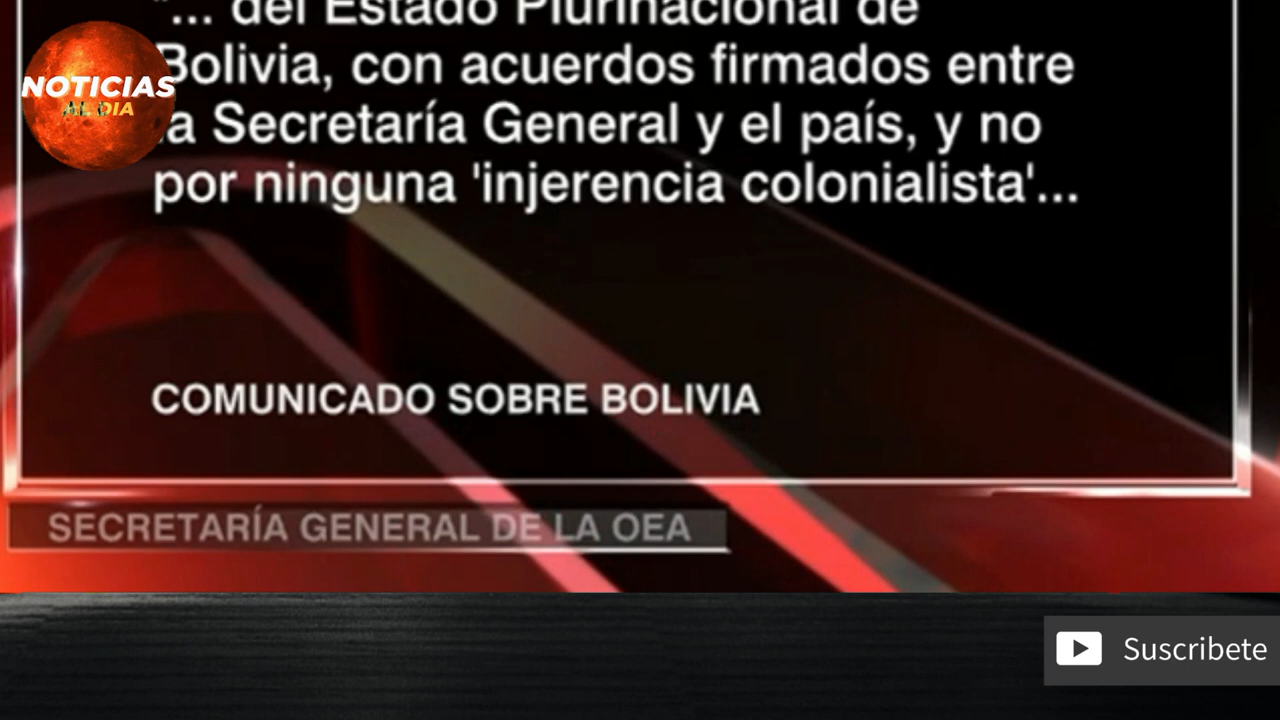 "... del Estado Plurinacional de
Bolivia, con acuerdos firmados entre
la Secretaría General y el país, y no
por ninguna 'injerencia colonialista'...
NOTICIAS
AL DIA
COMUNICADO SOBRE BOLIVIA
SECRETARÍA GENERAL DE LA OEA
Suscribete